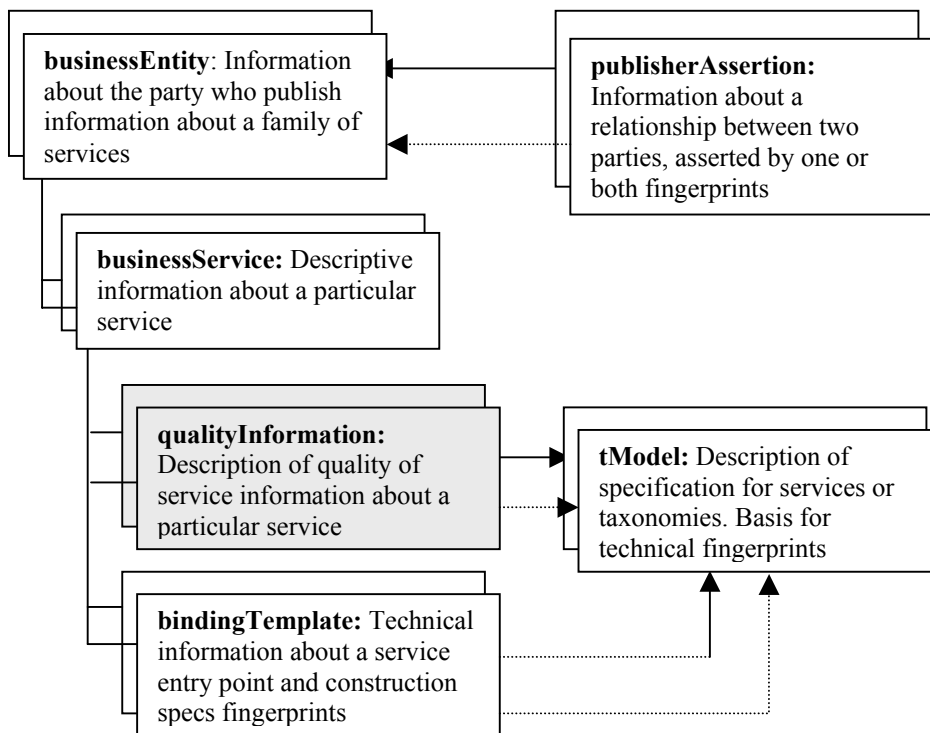 businessEntity: Information
about the party who publish
information about a family of
services
publisherAssertion:
Information about a
relationship between two
parties, asserted by one or
both fingerprints
businessService: Descriptive
information about a particular
service
qualityInformation:
Description of quality of
service information about a
particular service
tModel: Description of
specification for services or
taxonomies. Basis for
technical fingerprints
bindingTemplate: Technical
information about a service
entry point and construction
specs fingerprints